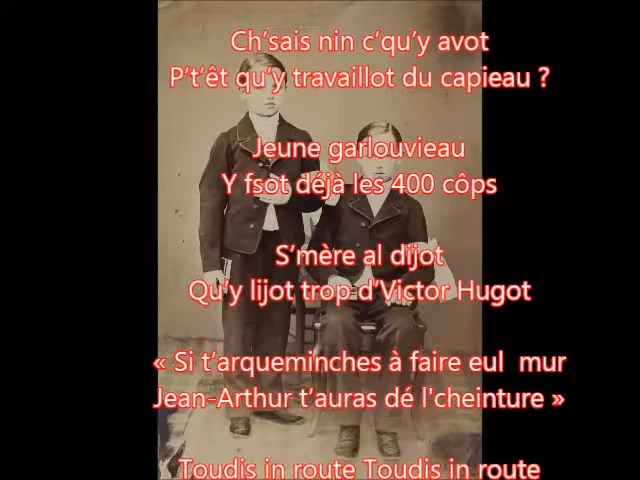 Ch’sais nin c’qu’y avot
P’t’êt qu’y travaillot du capieau ?
Jeune garlouvieau
Y fsot déjà les 400 côps
S’mère al dijot
Qu’y lijot trop d’Victor Hugot
« Si t’arqueminches à faire eul  mur
Jean-Arthur t’auras dé l'cheinture »
Toudis in route Toudis in route